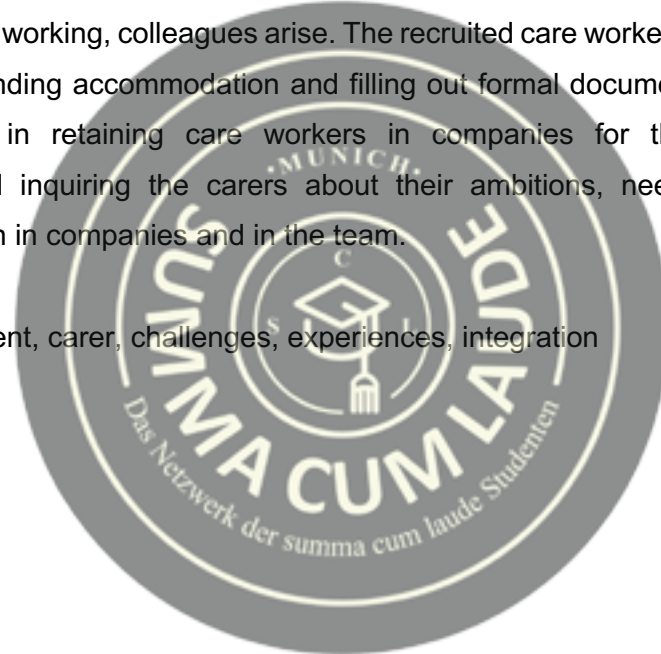 working, colleagues arise. The recruited care worke
nding accommodation and filling out formal docume
in retaining care workers in companies for th
inquiring the carers about their ambitions, nee
in companies and in the team.
ent, carer, challenges, experiences, integration
·MUNICH·
SUMMA CUM LAUDE
C
S L
Das Netzwerk der summa cum laude Studenten